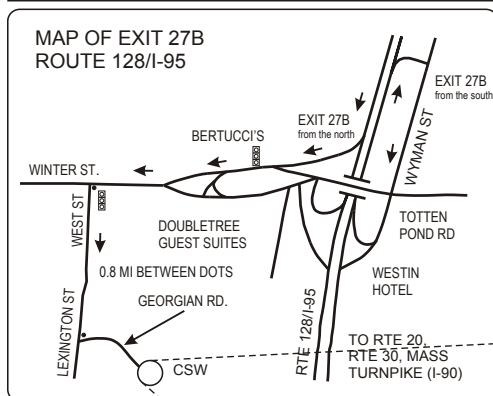 MAP OF EXIT 27B
ROUTE 128/I-95
EXIT 27B
from the south
WYMAN ST
EXIT 27B
from the north
BERTUCCI'S
WINTER ST.
WEST ST
DOUBLETREE
GUEST SUITES
TOTTEN
POND RD
0.8 MI BETWEEN DOTS
WESTIN
HOTEL
GEORGIAN RD.
LEXINGTON ST
RTE 128/I-95
CSW
TO RTE 20,
RTE 30, MASS
TURNPIKE (I-90)